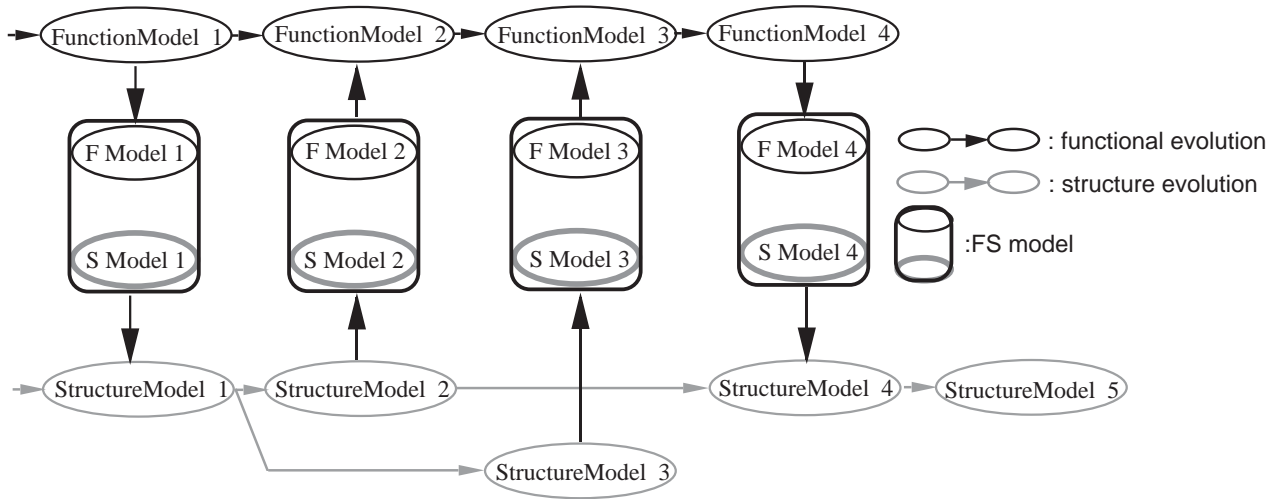 FunctionModel 1
FunctionModel 2
FunctionModel 3
FunctionModel 4
F Model 1
F Model 2
F Model 3
F Model 4
: functional evolution
: structure evolution
S Model 1
S Model 2
S Model 3
S Model 4
:FS model
StructureModel 1
StructureModel 2
StructureModel 4
StructureModel 5
StructureModel 3